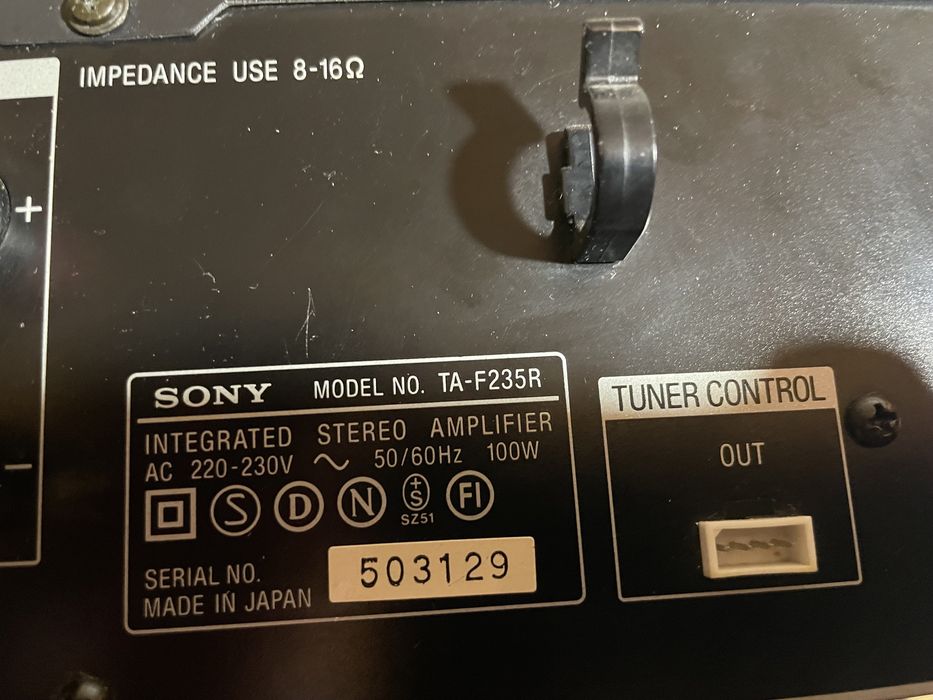 IMPEDANCE USE 8-16Ω
+
−
SONY MODEL NO. TA-F235R
INTEGRATED STEREO AMPLIFIER
AC 220-230V ～ 50/60Hz 100W
S D N +S FI
SZ51
SERIAL NO. 503129
MADE IN JAPAN
TUNER CONTROL
OUT